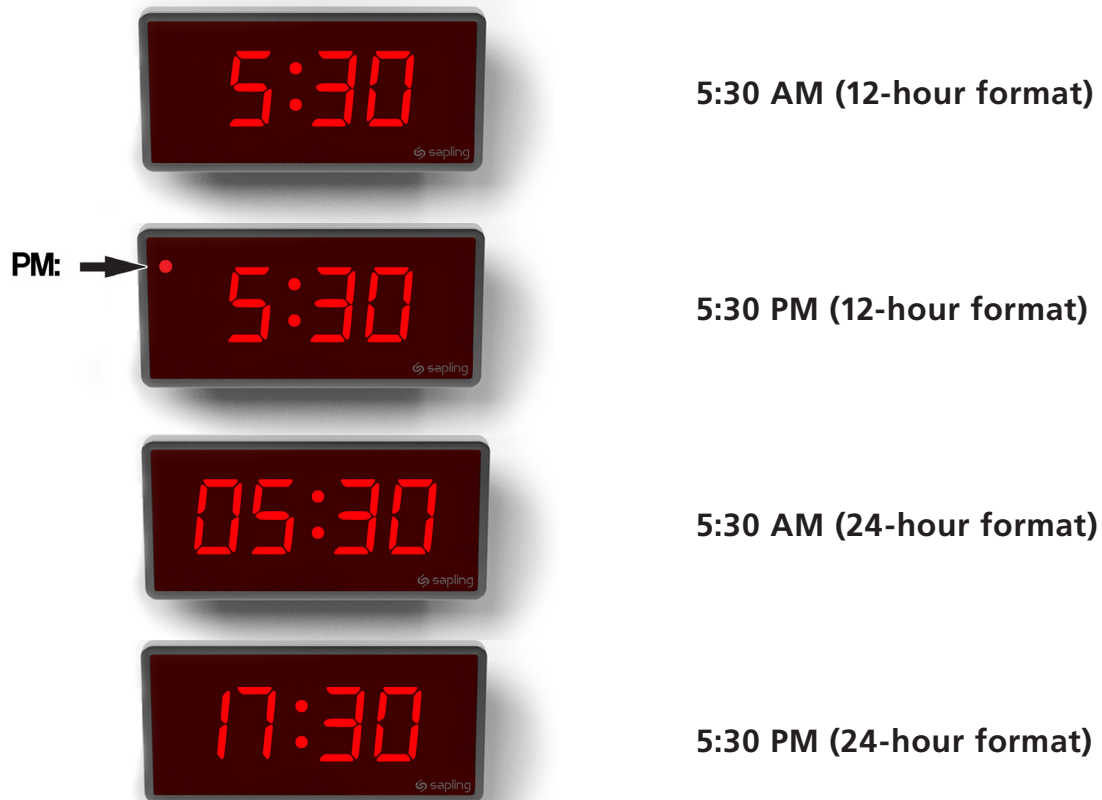 5:30
sapling
5:30 AM (12-hour format)
PM:
5:30
sapling
5:30 PM (12-hour format)
05:30
sapling
5:30 AM (24-hour format)
17:30
sapling
5:30 PM (24-hour format)